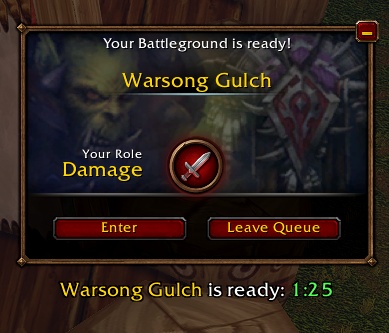 Your Battleground is ready!
Warsong Gulch
Your Role
Damage
Enter
Leave Queue
Warsong Gulch is ready: 1:25